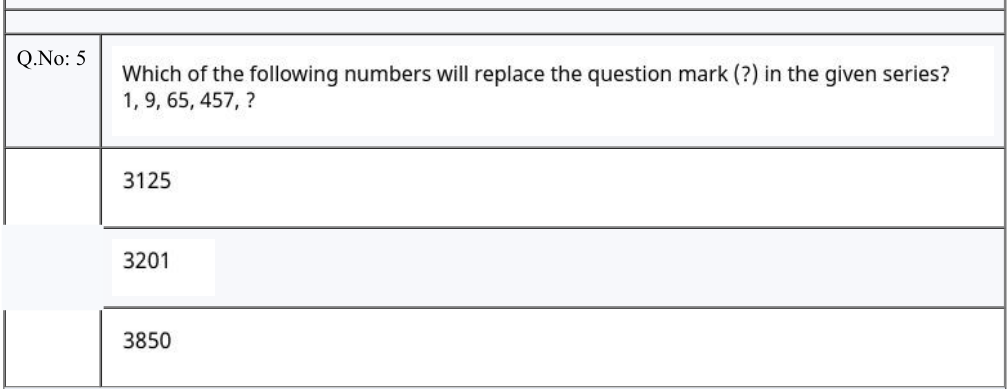 Q.No: 5
Which of the following numbers will replace the question mark (?) in the given series?
1, 9, 65, 457, ?
3125
3201
3850